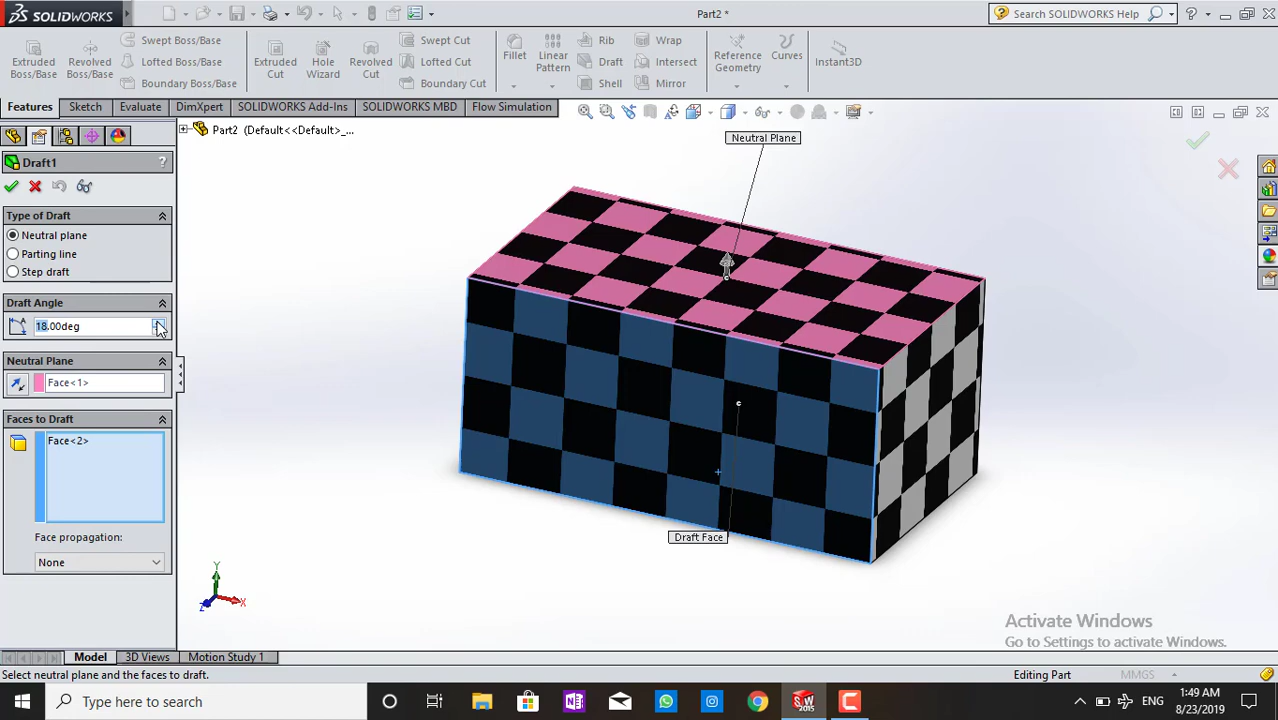 SOLIDWORKS
Part2 *
Search SOLIDWORKS Help
Extruded Boss/Base
Revolved Boss/Base
Swept Boss/Base
Lofted Boss/Base
Boundary Boss/Base
Extruded Cut
Hole Wizard
Revolved Cut
Swept Cut
Lofted Cut
Boundary Cut
Fillet
Linear Pattern
Rib
Draft
Shell
Wrap
Intersect
Mirror
Reference Geometry
Curves
Instant3D
Features
Sketch
Evaluate
DimXpert
SOLIDWORKS Add-Ins
SOLIDWORKS MBD
Flow Simulation
Part2 (Default<<Default>_...
Draft1
?
Type of Draft
Neutral plane
Parting line
Step draft
Draft Angle
18.00deg
Neutral Plane
Face<1>
Faces to Draft
Face<2>
Face propagation:
None
Neutral Plane
Draft Face
Y
X
Z
Activate Windows
Go to Settings to activate Windows.
Model
3D Views
Motion Study 1
Select neutral plane and the faces to draft.
Editing Part
MMGS
Type here to search
SW
2015
ENG
1:49 AM
8/23/2019